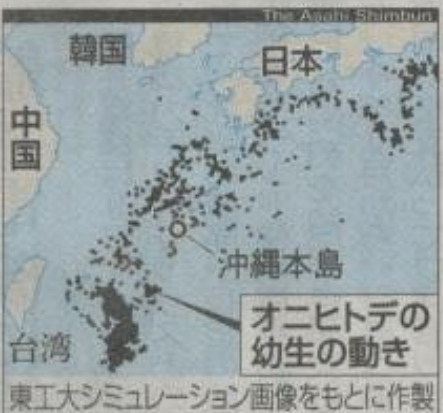 The Asahi Shimbun
韓国
日本
中国
沖縄本島
オニヒトデの
幼生の動き
台湾
東工大シミュレーション画像をもとに作製